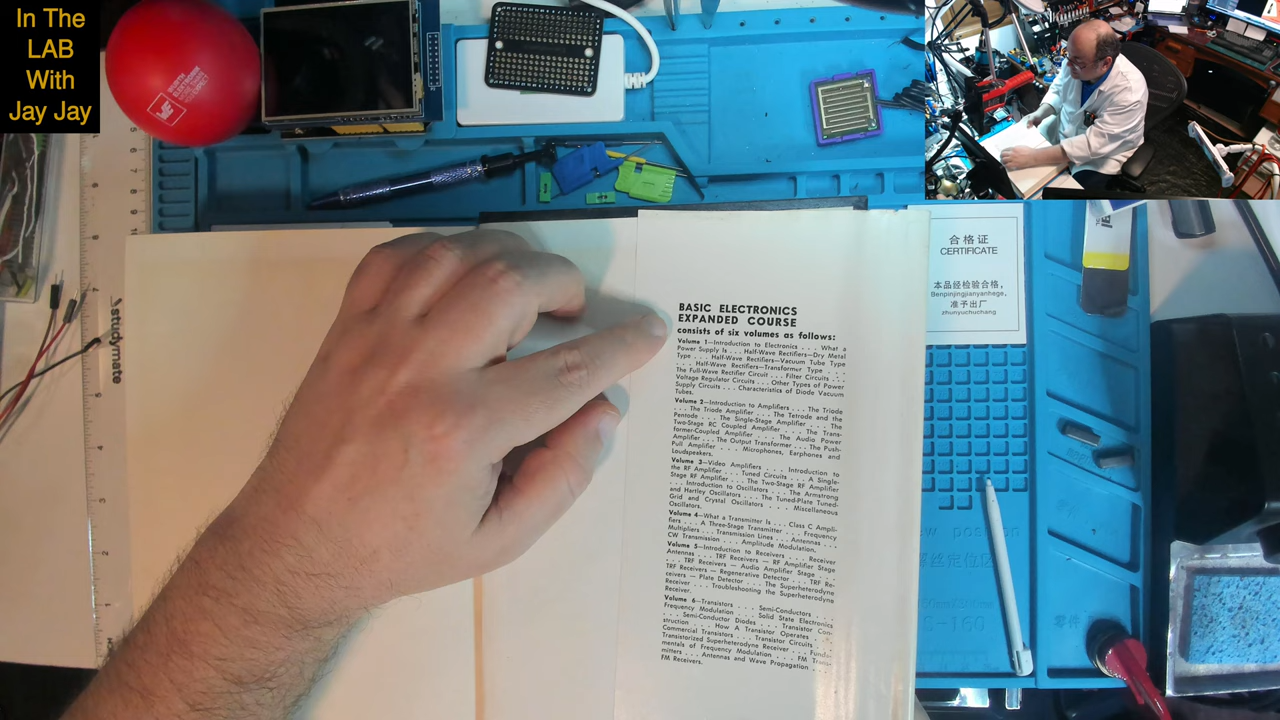 In The
LAB
With
Jay Jay
WÜRTH
ELEKTRONIK
WE
studymate
合格证
CERTIFICATE
本品经检验合格，
Benpinjingjianyanhege,
准予出厂
zhunyuchuchang
BASIC ELECTRONICS
EXPANDED COURSE
consists of six volumes as follows:
Volume 1—Introduction to Electronics . . . What a
Power Supply Is . . . Half-Wave Rectifiers—Dry Metal
Type . . . Half-Wave Rectifiers—Vacuum Tube Type
. . . Half-Wave Rectifiers—Transformer Type . . .
The Full-Wave Rectifier Circuit . . . Filter Circuits . . .
Voltage Regulator Circuits . . . Other Types of Power
Supply Circuits . . . Characteristics of Diode Vacuum
Tubes.
Volume 2—Introduction to Amplifiers . . . The Triode
. . . The Triode Amplifier . . . The Tetrode and the
Pentode . . . The Single-Stage Amplifier . . . The
Two-Stage RC Coupled Amplifier . . . The Trans-
former-Coupled Amplifier . . . The Audio Power
Amplifier . . . The Output Transformer . . . The Push-
Pull Amplifier . . . Microphones, Earphones and
Loudspeakers.
Volume 3—Video Amplifiers . . . Introduction to
the RF Amplifier . . . Tuned Circuits . . . A Single-
Stage RF Amplifier . . . The Two-Stage RF Amplifier
. . . Introduction to Oscillators . . . The Armstrong
and Hartley Oscillators . . . The Tuned-Plate Tuned-
Grid and Crystal Oscillators . . . Miscellaneous
Oscillators.
Volume 4—What a Transmitter Is . . . Class C Ampli-
fiers . . . A Three-Stage Transmitter . . . Frequency
Multipliers . . . Transmission Lines . . . Antennas . . .
CW Transmission . . . Amplitude Modulation.
Volume 5—Introduction to Receivers . . . Receiver
Antennas . . . TRF Receivers — RF Amplifier Stage
. . . TRF Receivers — Audio Amplifier Stage . . .
TRF Receivers — Regenerative Detector . . . TRF Re-
ceivers — Plate Detector . . . The Superheterodyne
Receiver . . . Troubleshooting the Superheterodyne
Receiver.
Volume 6—Transistors . . . Semi-Conductors . . .
Frequency Modulation . . . Solid State Electronics
. . . Semi-Conductor Diodes . . . Transistor Con-
struction . . . How A Transistor Operates . . .
Commercial Transistors . . . Transistor Circuits . . .
Transistorized Superheterodyne Receiver . . . Funda-
mentals of Frequency Modulation . . . FM Trans-
mitters . . . Antennas and Wave Propagation . . .
FM Receivers.
position
丝定位区
S-160
零件